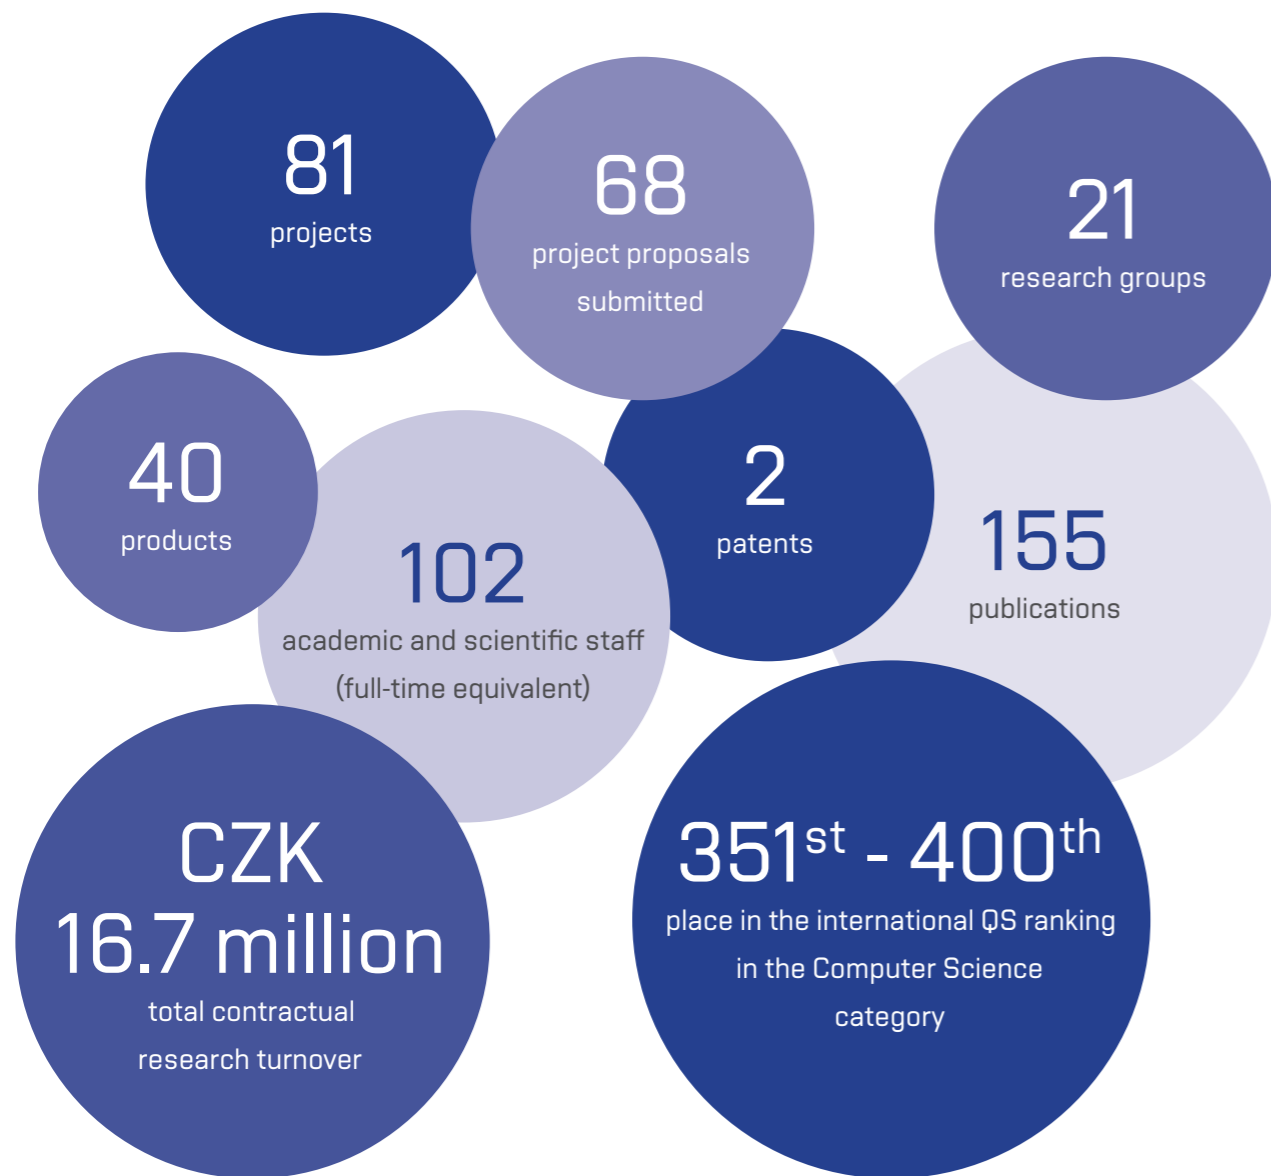 81
projects
68
project proposals
submitted
21
research groups
40
products
102
academic and scientific staff
(full-time equivalent)
2
patents
155
publications
CZK
16.7 million
total contractual
research turnover
351st - 400th
place in the international QS ranking
in the Computer Science
category